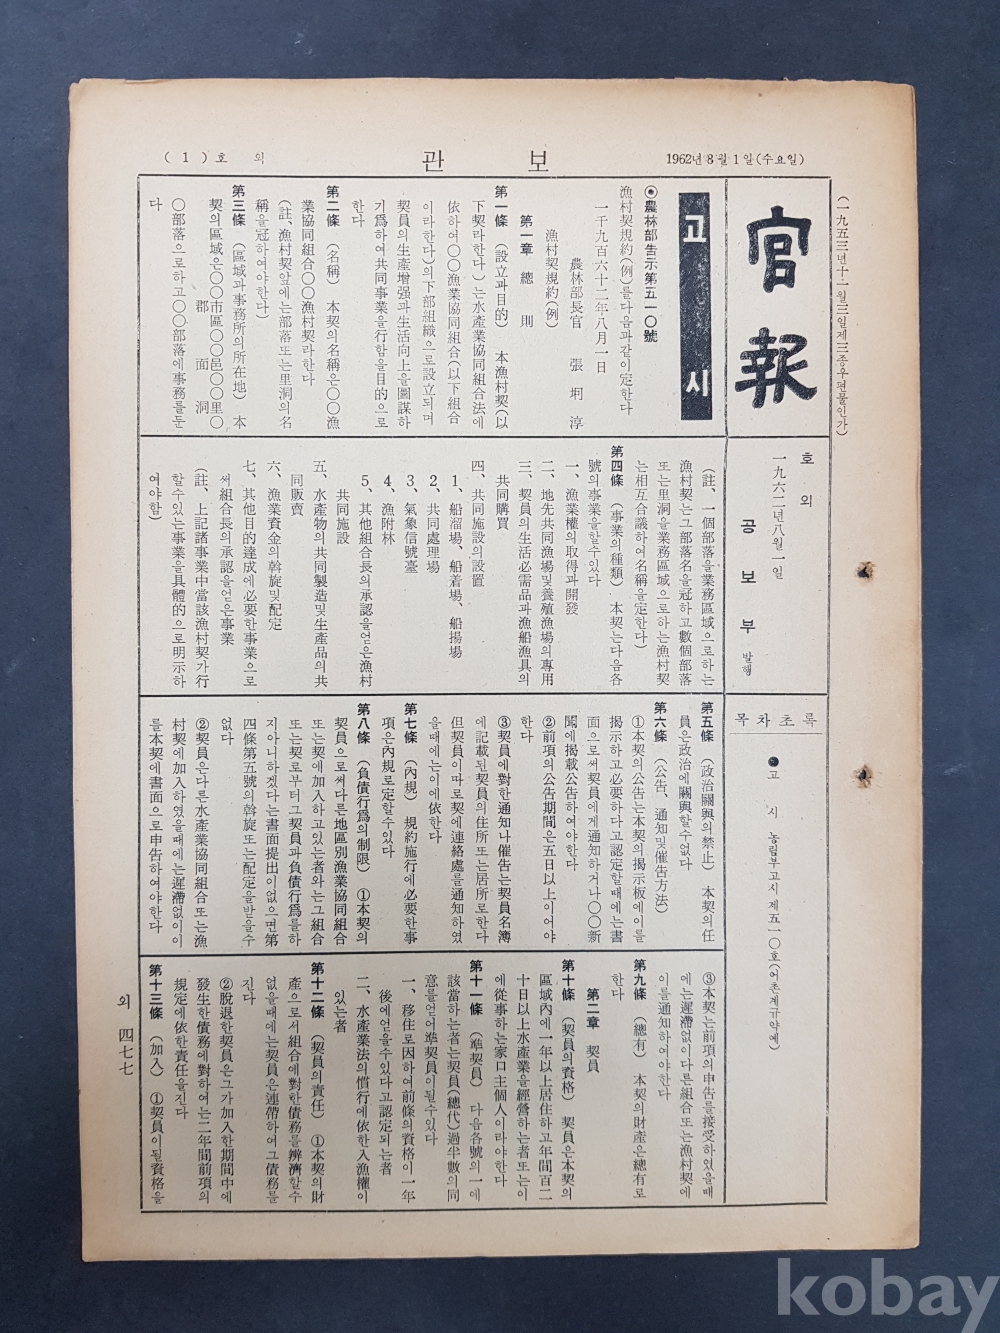 (1) 호 외
관 보
1962년 8월 1일 (수요일)
(一九五三년十一월三일제三종우편물인가)
官報
호 외
一九六二년八월一일
공 보 부 발행
목차초록
●고 시 농림부고시제五一〇호(어촌계규약예)
고 시
◉農林部告示第五一〇號
漁村契規約(例)를다음과같이定한다
一千九百六十二年八月一日
農林部長官 張 坰 淳
漁村契規約(例)
第一章 總 則
第一條 (設立과目的) 本漁村契(以
下契라한다)는水產業協同組合法에
依하여〇〇漁業協同組合(以下組合
이라한다)의下部組織으로設立되며
契員의生產增强과生活向上을圖謀하
기爲하여共同事業을行함을目的으로
한다
第二條 (名稱) 本契의名稱은〇〇漁
業協同組合〇〇漁村契라한다
(註、漁村契앞에는部落또는里洞의名
稱을冠하여야한다)
第三條 (區域과事務所의所在地) 本
契의區域은〇〇市區〇〇邑〇〇里〇
郡 面 洞
〇部落으로하고〇〇部落에事務를둔
다
(註、一個部落을業務區域으로하는
漁村契는그部落名을冠하고數個部落
또는里洞을業務區域으로하는漁村契
는相互合議하여名稱을定한다)
第四條 (事業의種類) 本契는다음各
號의事業을할수있다
一、漁業權의取得과開發
二、地先共同漁場및養殖漁場의專用
三、契員의生活必需品과漁船漁具의
共同購買
四、共同施設의設置
1、船溜場、船着場、船揚場
2、共同處理場
3、氣象信號臺
4、漁附林
5、其他組合長의承認을얻은漁村
共同施設
五、水產物의共同製造및生產品의共
同販賣
六、漁業資金의斡旋및配定
七、其他目的達成에必要한事業으로
써組合長의承認을얻은事業
(註、上記諸事業中當該漁村契가行
할수있는事業을具體的으로明示하
여야함)
第五條 (政治關與의禁止) 本契의任
員은政治에關與할수없다
第六條 (公告、通知및催告方法)
①本契의公告는本契의揭示板에이를
揭示하고必要하다고認定할때에는書
面으로써契員에게通知하거나〇〇新
聞에揭載公告하여야한다
②前項의公告期間은五日以上이어야
한다
③契員에對한通知나催告는契員名簿
에記載된契員의住所또는居所로한다
但契員이따로契에連絡處를通知하였
을때에는이에依한다
第七條 (內規) 規約施行에必要한事
項은內規로定할수있다
第八條 (負債行爲의制限) ①本契의
契員으로써다른地區別漁業協同組合
또는契에加入하고있는者와는그組合
또는契로부터그契員과負債行爲를하
지아니하겠다는書面提出이없으면第
四條第五號의斡旋또는配定을받을수
없다
②契員은다른水產業協同組合또는漁
村契에加入하였을때에는遲滯없이이
를本契에書面으로申告하여야한다
③本契는前項의申告를接受하였을때
에는遲滯없이다른組合또는漁村契에
이를通知하여야한다
第九條 (總有) 本契의財產은總有로
한다
第二章 契員
第十條 (契員의資格) 契員은本契의
區域內에一年以上居住하고年間百二
十日以上水產業을經營하는者또는이
에從事하는家口主個人이라야한다
第十一條 (準契員) 다음各號의一에
該當하는者는契員(總代)過半數의同
意를얻어準契員이될수있다
一、移住로因하여前條의資格이一年
後에얻을수있다고認定되는者
二、水產業法의慣行에依한入漁權이
있는者
第十二條 (契員의責任) ①本契의財
產으로서組合에對한債務를辨濟할수
없을때에는契員은連帶하여그債務를
진다
②脫退한契員은그가加入한期間中에
發生한債務에對하여는二年間前項의
規定에依한責任을진다
第十三條 (加入) ①契員이될資格을
외 四七七
kobay